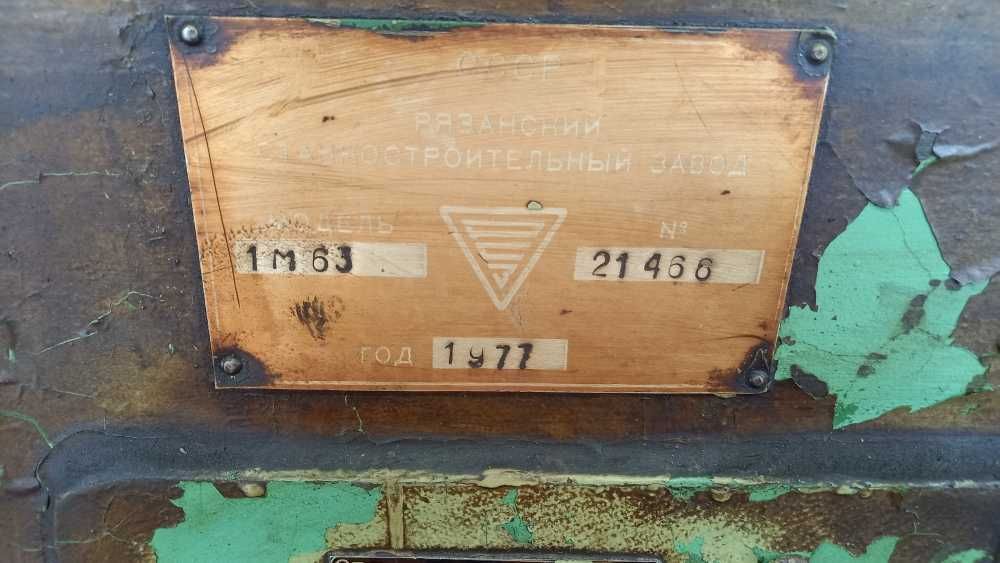 СССР
РЯЗАНСКИЙ
СТАНКОСТРОИТЕЛЬНЫЙ ЗАВОД
МОДЕЛЬ №
1М63 21466
ГОД 1977